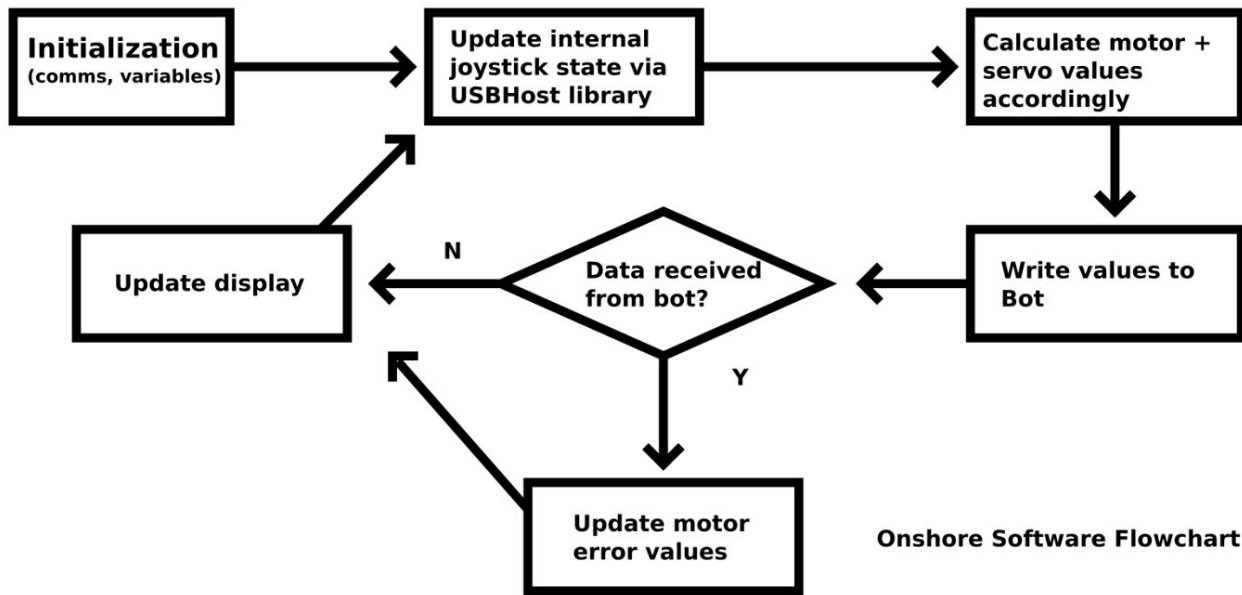 Initialization
(comms, variables)
Update internal
joystick state via
USBHost library
Calculate motor +
servo values
accordingly
Update display
N
Data received
from bot?
Write values to
Bot
Y
Update motor
error values
Onshore Software Flowchart